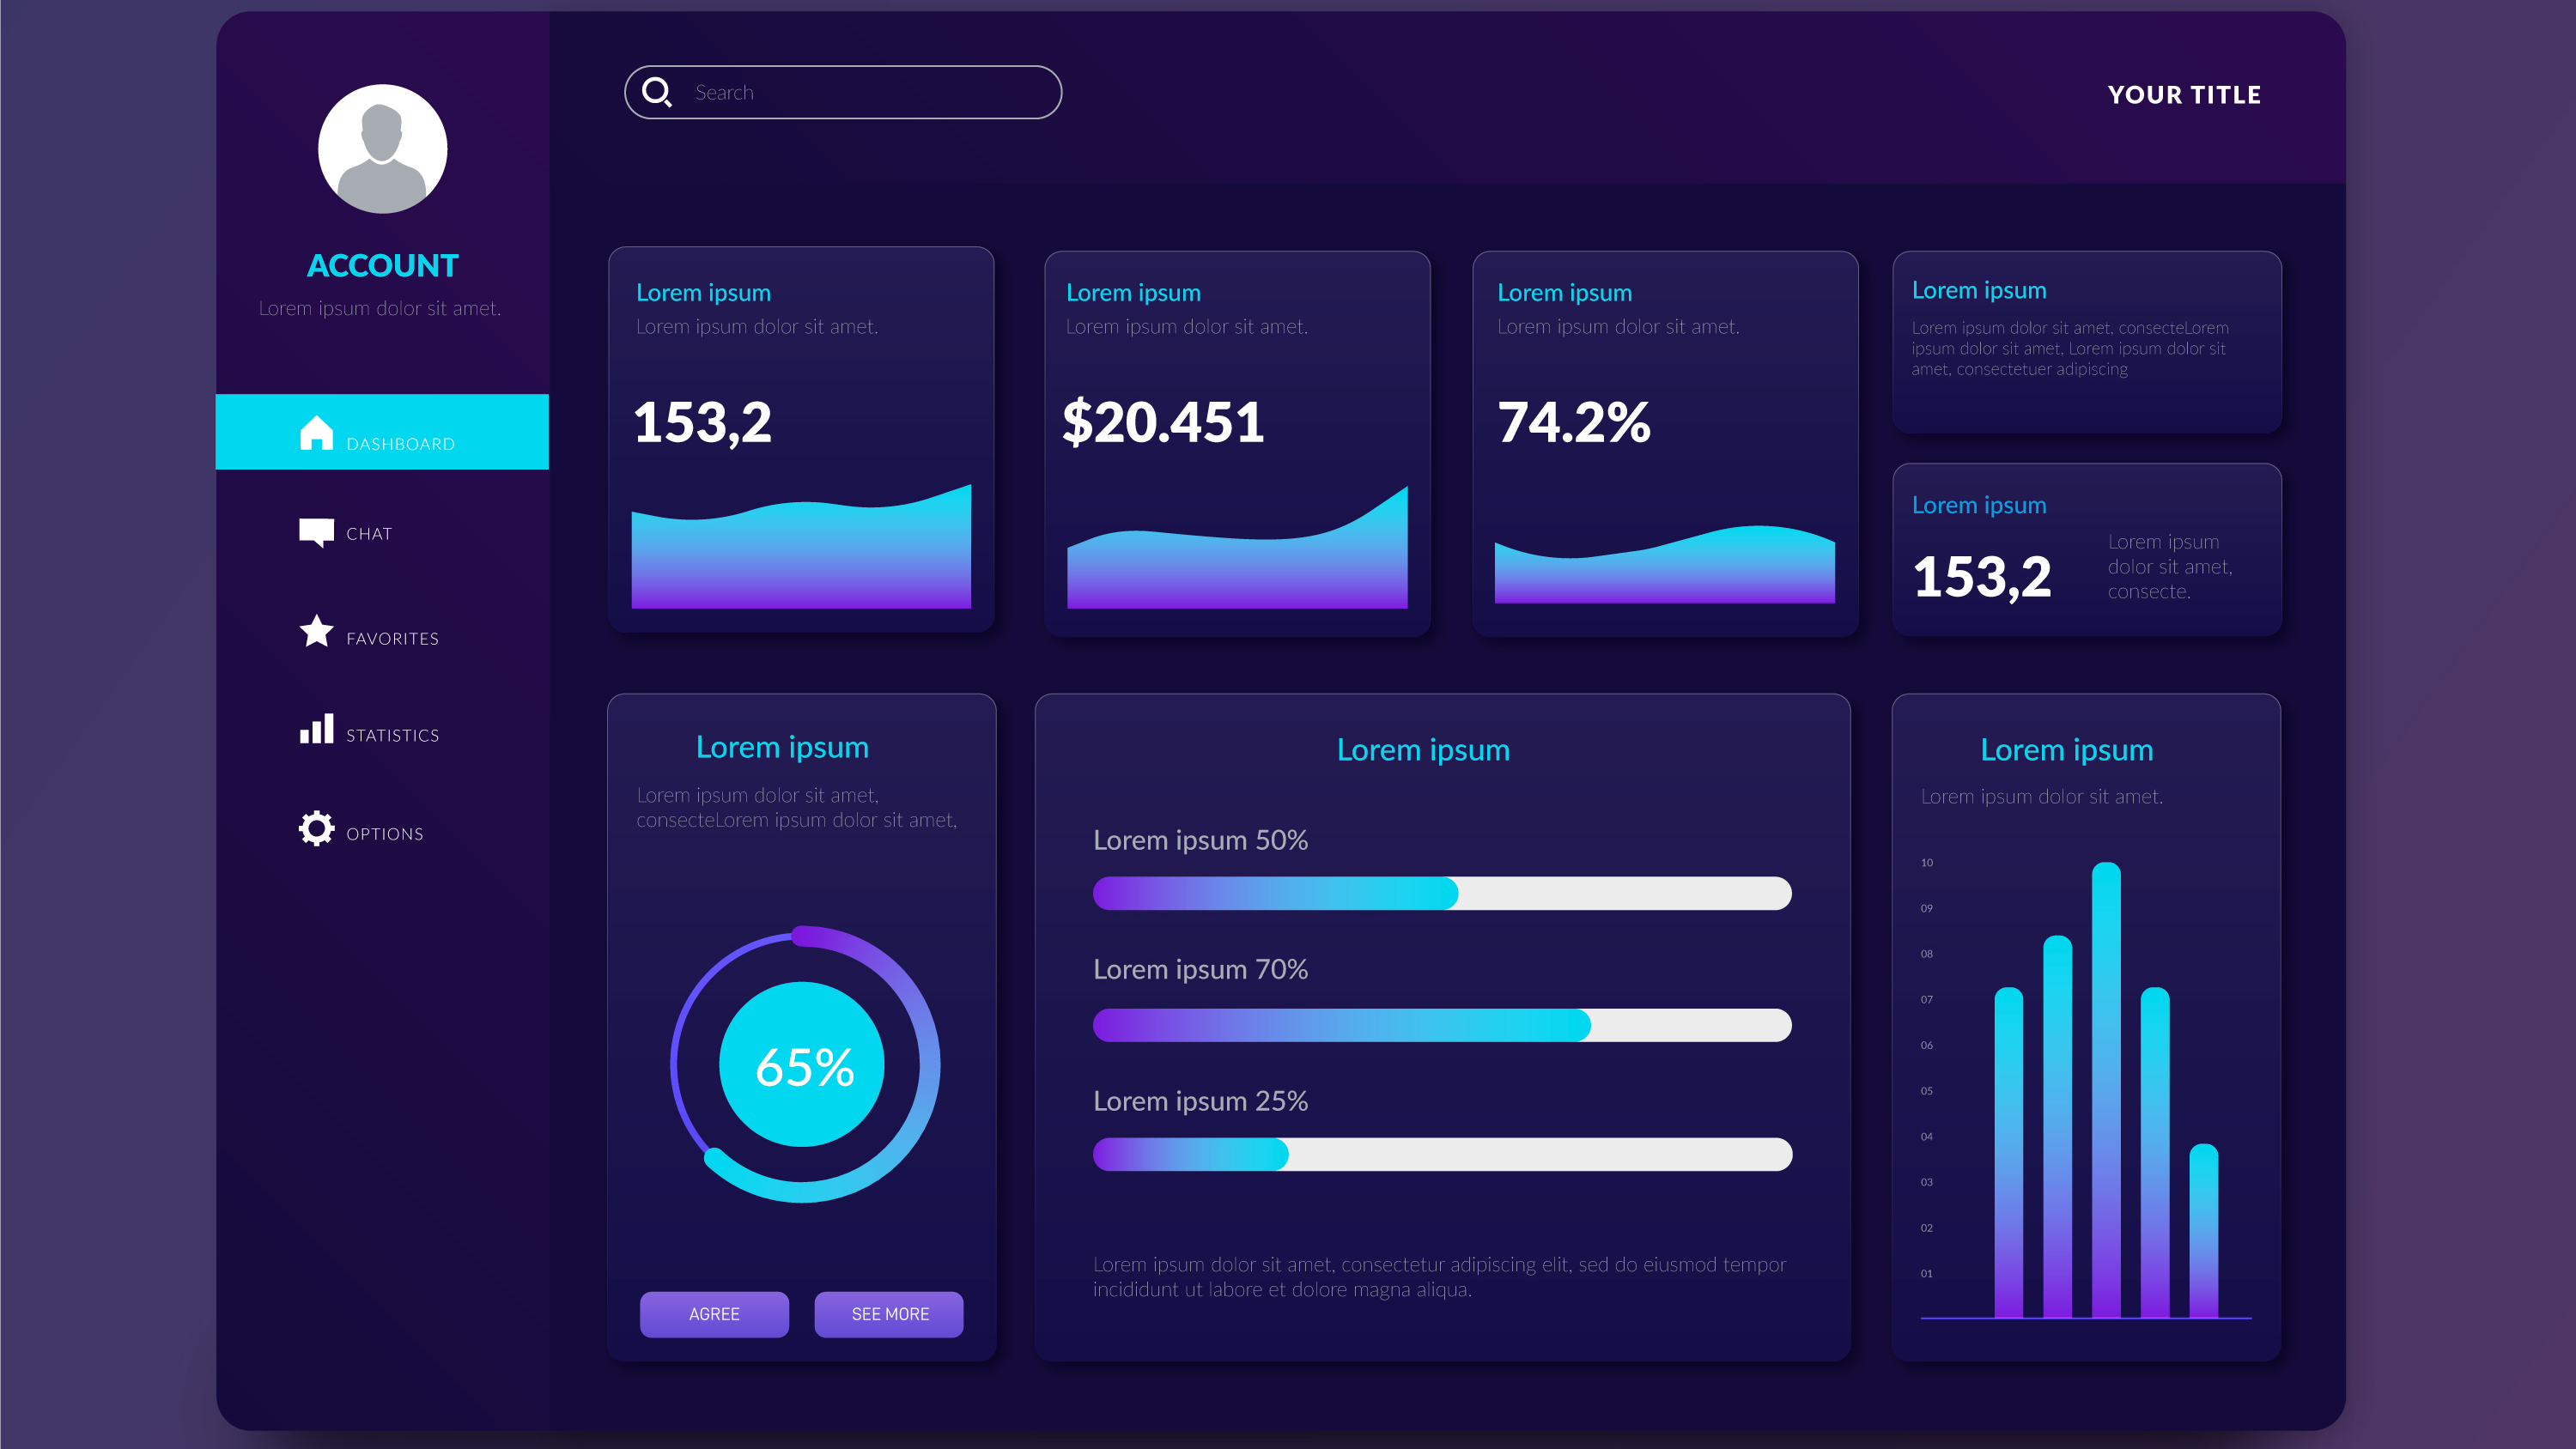 ACCOUNT
Lorem ipsum dolor sit amet.
DASHBOARD
CHAT
FAVORITES
STATISTICS
OPTIONS
Search
YOUR TITLE
Lorem ipsum
Lorem ipsum dolor sit amet.
153,2
Lorem ipsum
Lorem ipsum dolor sit amet.
$20.451
Lorem ipsum
Lorem ipsum dolor sit amet.
74.2%
Lorem ipsum
Lorem ipsum dolor sit amet, consecteLorem
ipsum dolor sit amet, Lorem ipsum dolor sit
amet, consectetuer adipiscing
Lorem ipsum
153,2
Lorem ipsum
dolor sit amet,
consecte.
Lorem ipsum
Lorem ipsum dolor sit amet,
consecteLorem ipsum dolor sit amet,
65%
AGREE
SEE MORE
Lorem ipsum
Lorem ipsum 50%
Lorem ipsum 70%
Lorem ipsum 25%
Lorem ipsum dolor sit amet, consectetur adipiscing elit, sed do eiusmod tempor
incididunt ut labore et dolore magna aliqua.
Lorem ipsum
Lorem ipsum dolor sit amet.
10
09
08
07
06
05
04
03
02
01